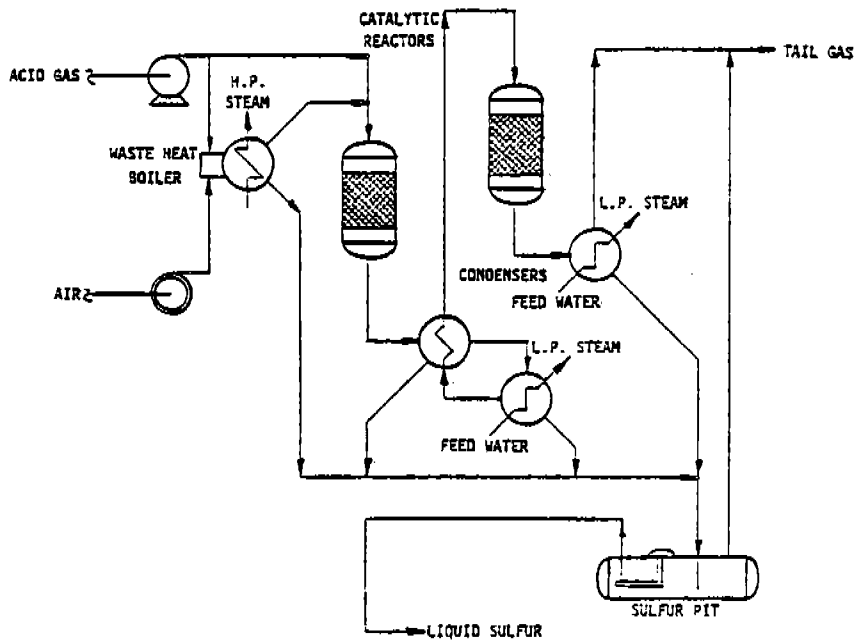 CATALYTIC
REACTORS
TAIL GAS
ACID GAS
H.P.
STEAM
WASTE HEAT
BOILER
L.P. STEAM
CONDENSERS
FEED WATER
AIR
L.P. STEAM
FEED WATER
SULFUR PIT
LIQUID SULFUR